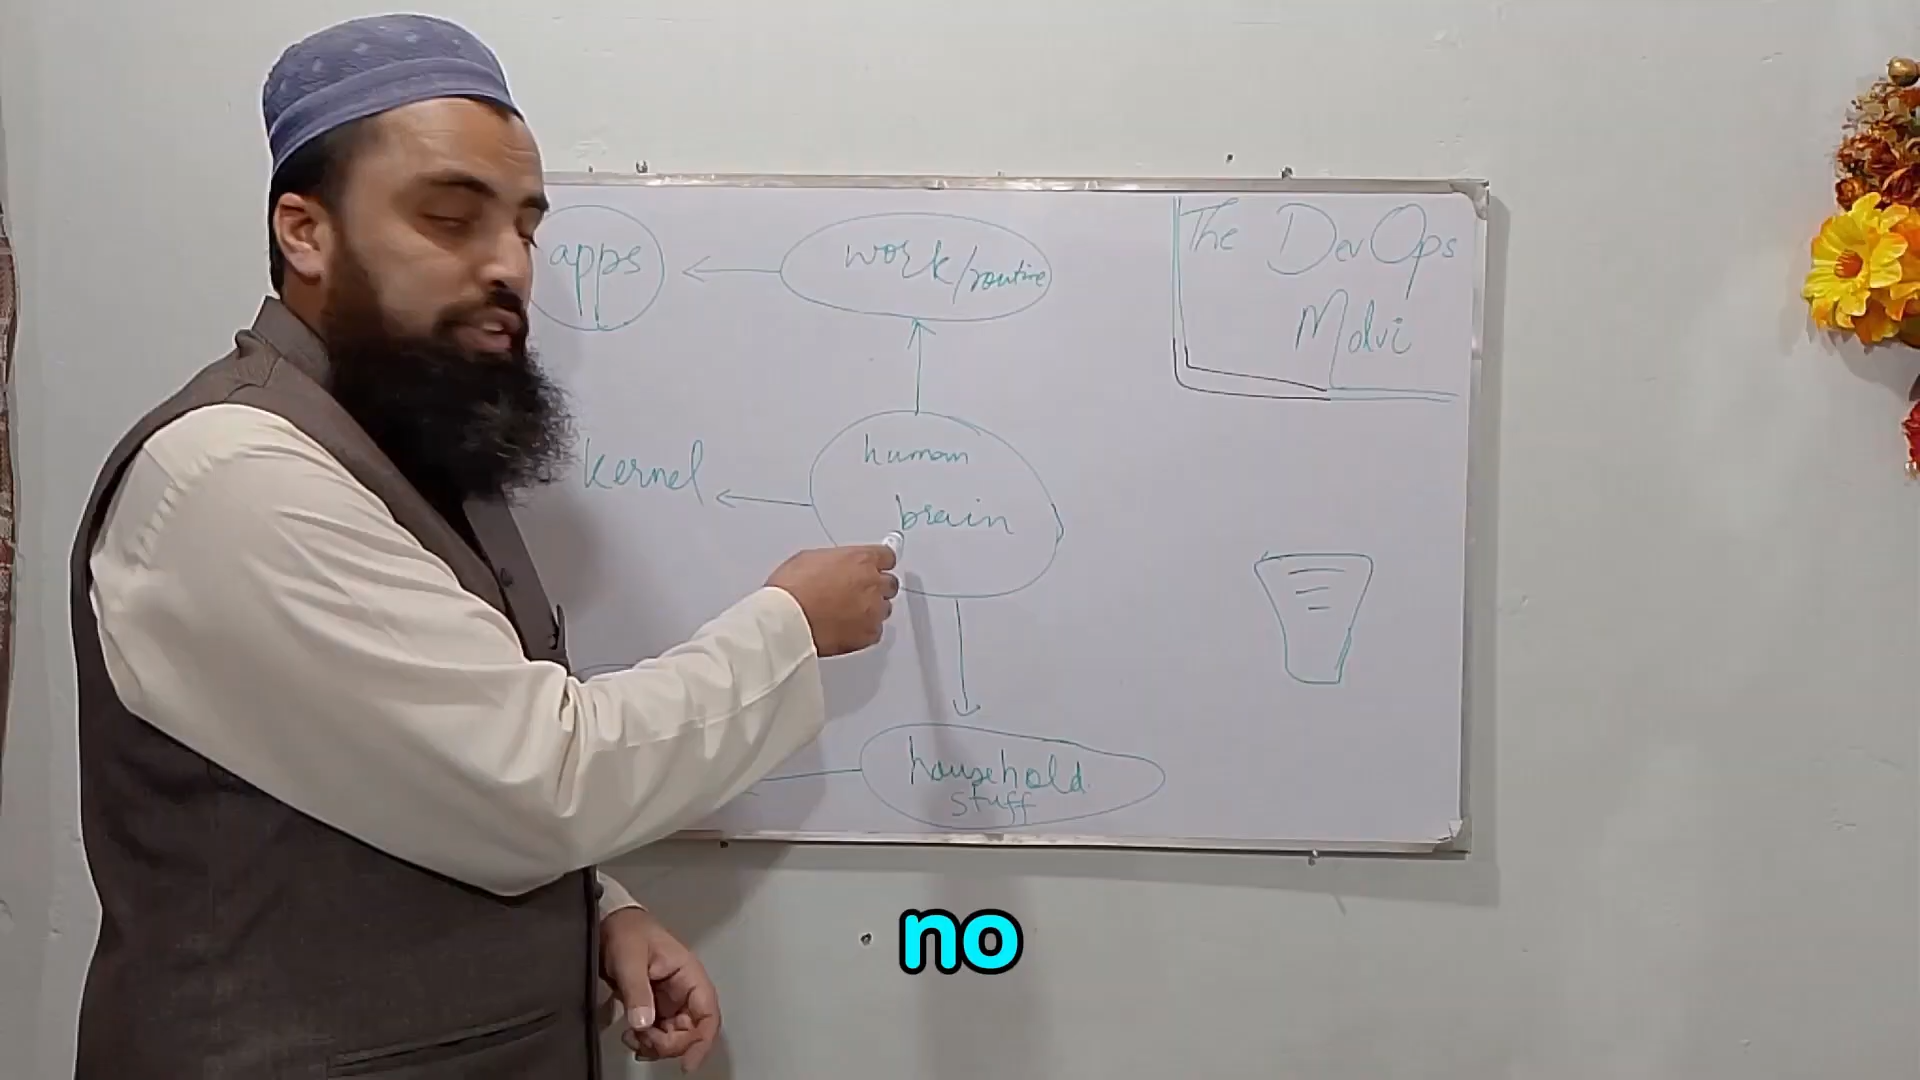 apps
work/routine
The DevOps
Molvi
kernel
human
brain
household
stuff
no